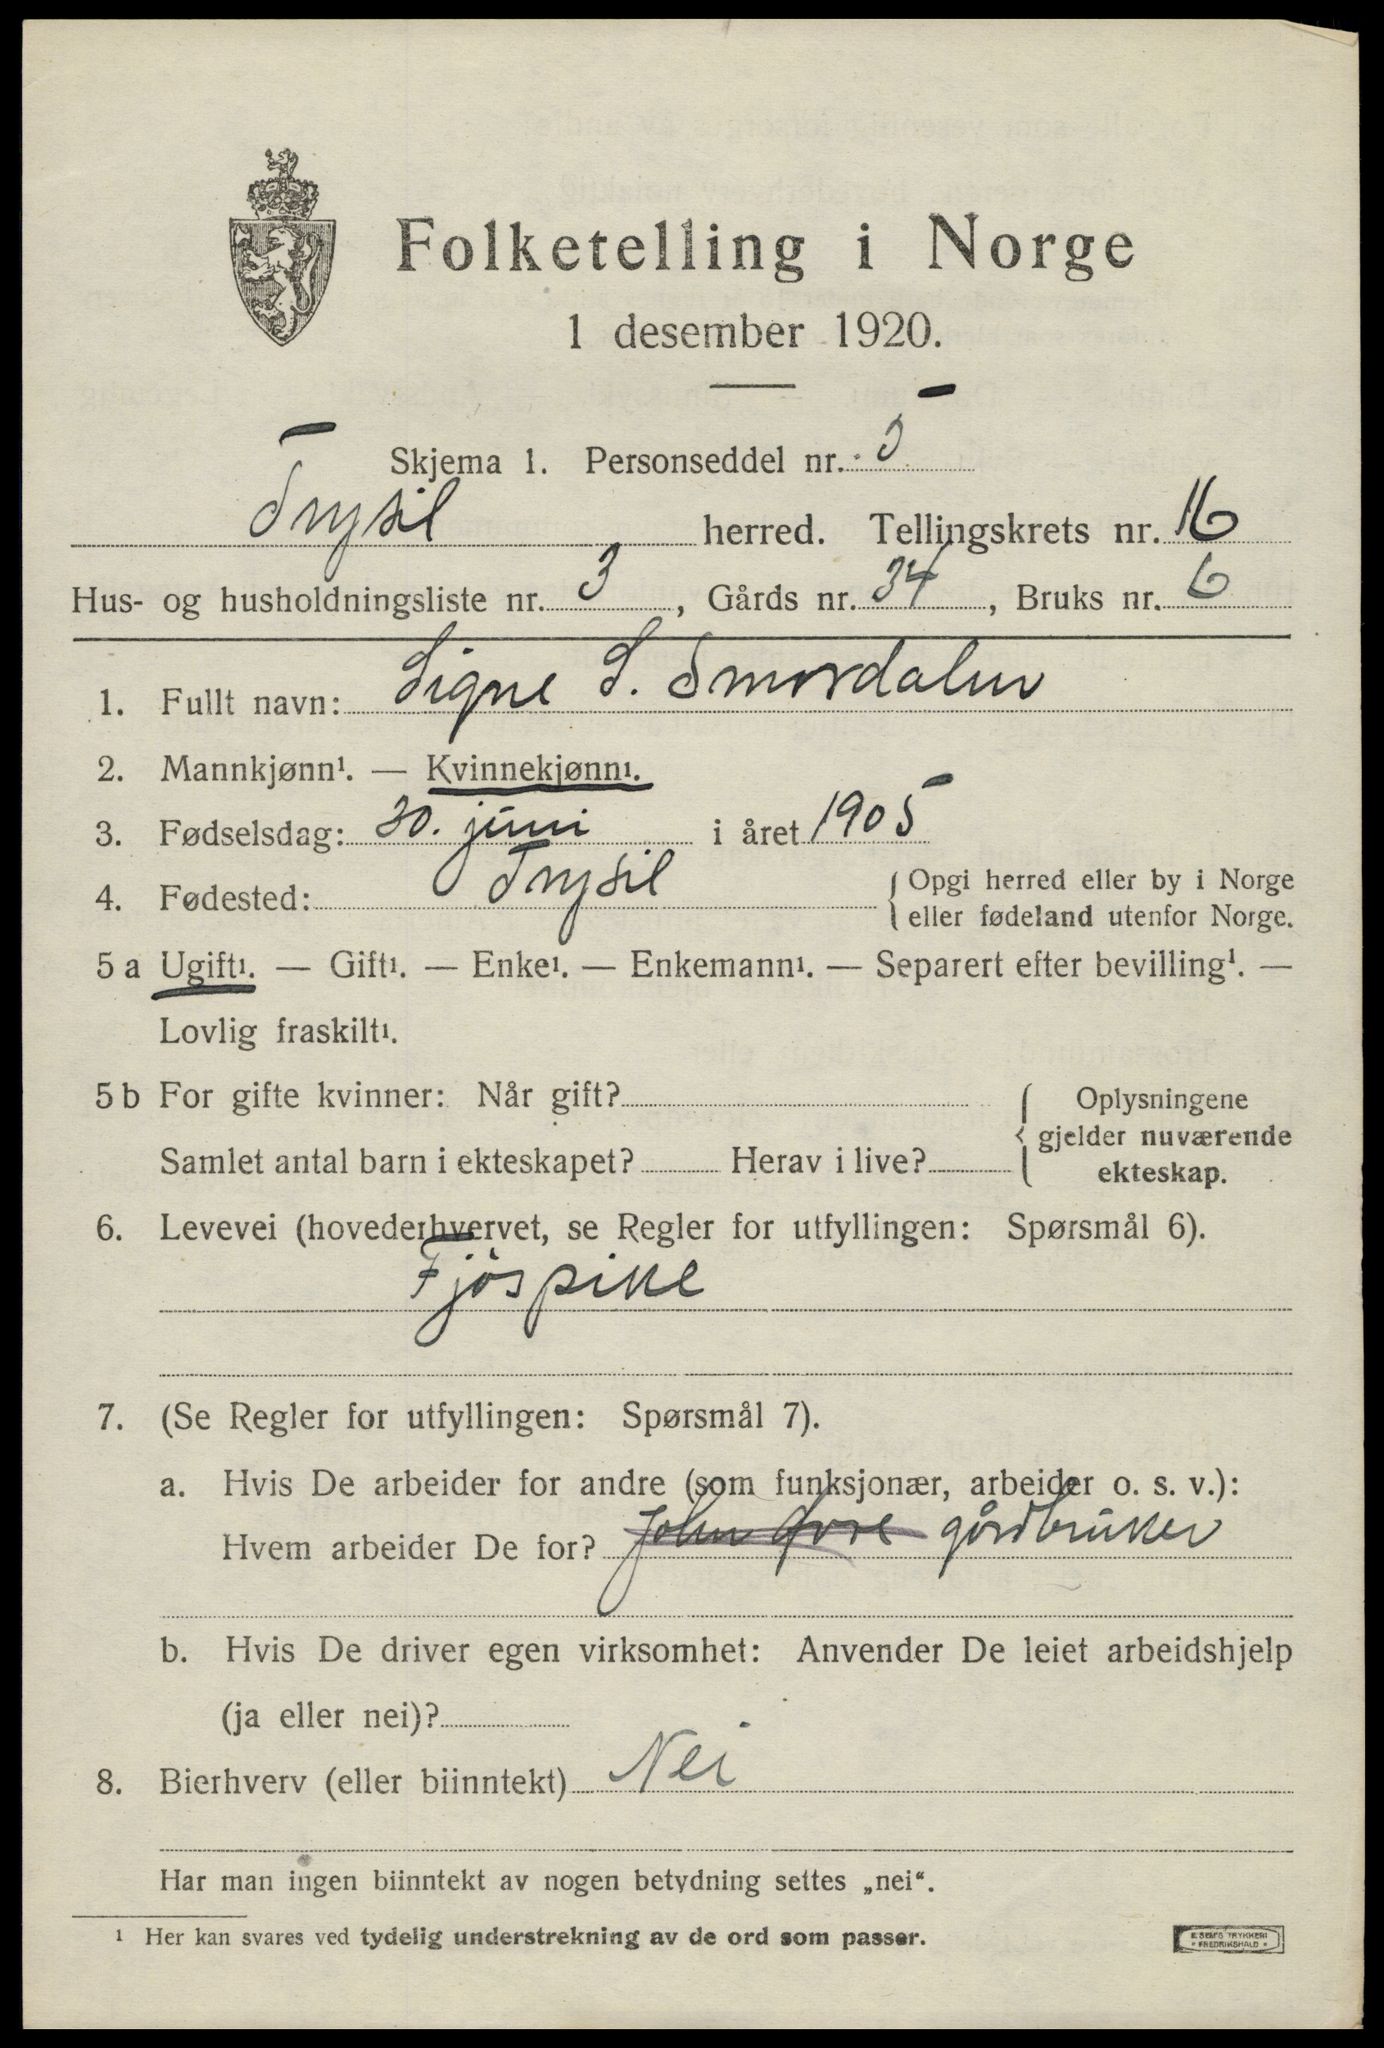 Folketelling i Norge
1 desember 1920.
Skjema 1. Personseddel nr. 5
Trysil herred. Tellingskrets nr. 16
Hus- og husholdningsliste nr. 3, Gårds nr. 34, Bruks nr. 6
1. Fullt navn: Signe S. Smordalen
2. Mannkjønn¹. — Kvinnekjønn¹.
3. Fødselsdag: 30. juni i året 1905
4. Fødested: Trysil { Opgi herred eller by i Norge
eller fødeland utenfor Norge.
5 a Ugift¹. — Gift¹. — Enke¹. — Enkemann¹. — Separert efter bevilling¹. —
Lovlig fraskilt¹.
5 b For gifte kvinner: Når gift?
Samlet antal barn i ekteskapet? Herav i live?
{ Oplysningene
gjelder nuværende
ekteskap.
6. Levevei (hovederhvervet, se Regler for utfyllingen: Spørsmål 6).
Fjöspike
7. (Se Regler for utfyllingen: Spørsmål 7).
a. Hvis De arbeider for andre (som funksjonær, arbeider o. s. v.):
Hvem arbeider De for? John Øvre gårdbruker
b. Hvis De driver egen virksomhet: Anvender De leiet arbeidshjelp
(ja eller nei)?
8. Bierhverv (eller biinntekt) Nei
Har man ingen biinntekt av nogen betydning settes „nei“.
¹ Her kan svares ved tydelig understrekning av de ord som passer.
E. SEM'S TRYKKERI
• FREDRIKSHALD •